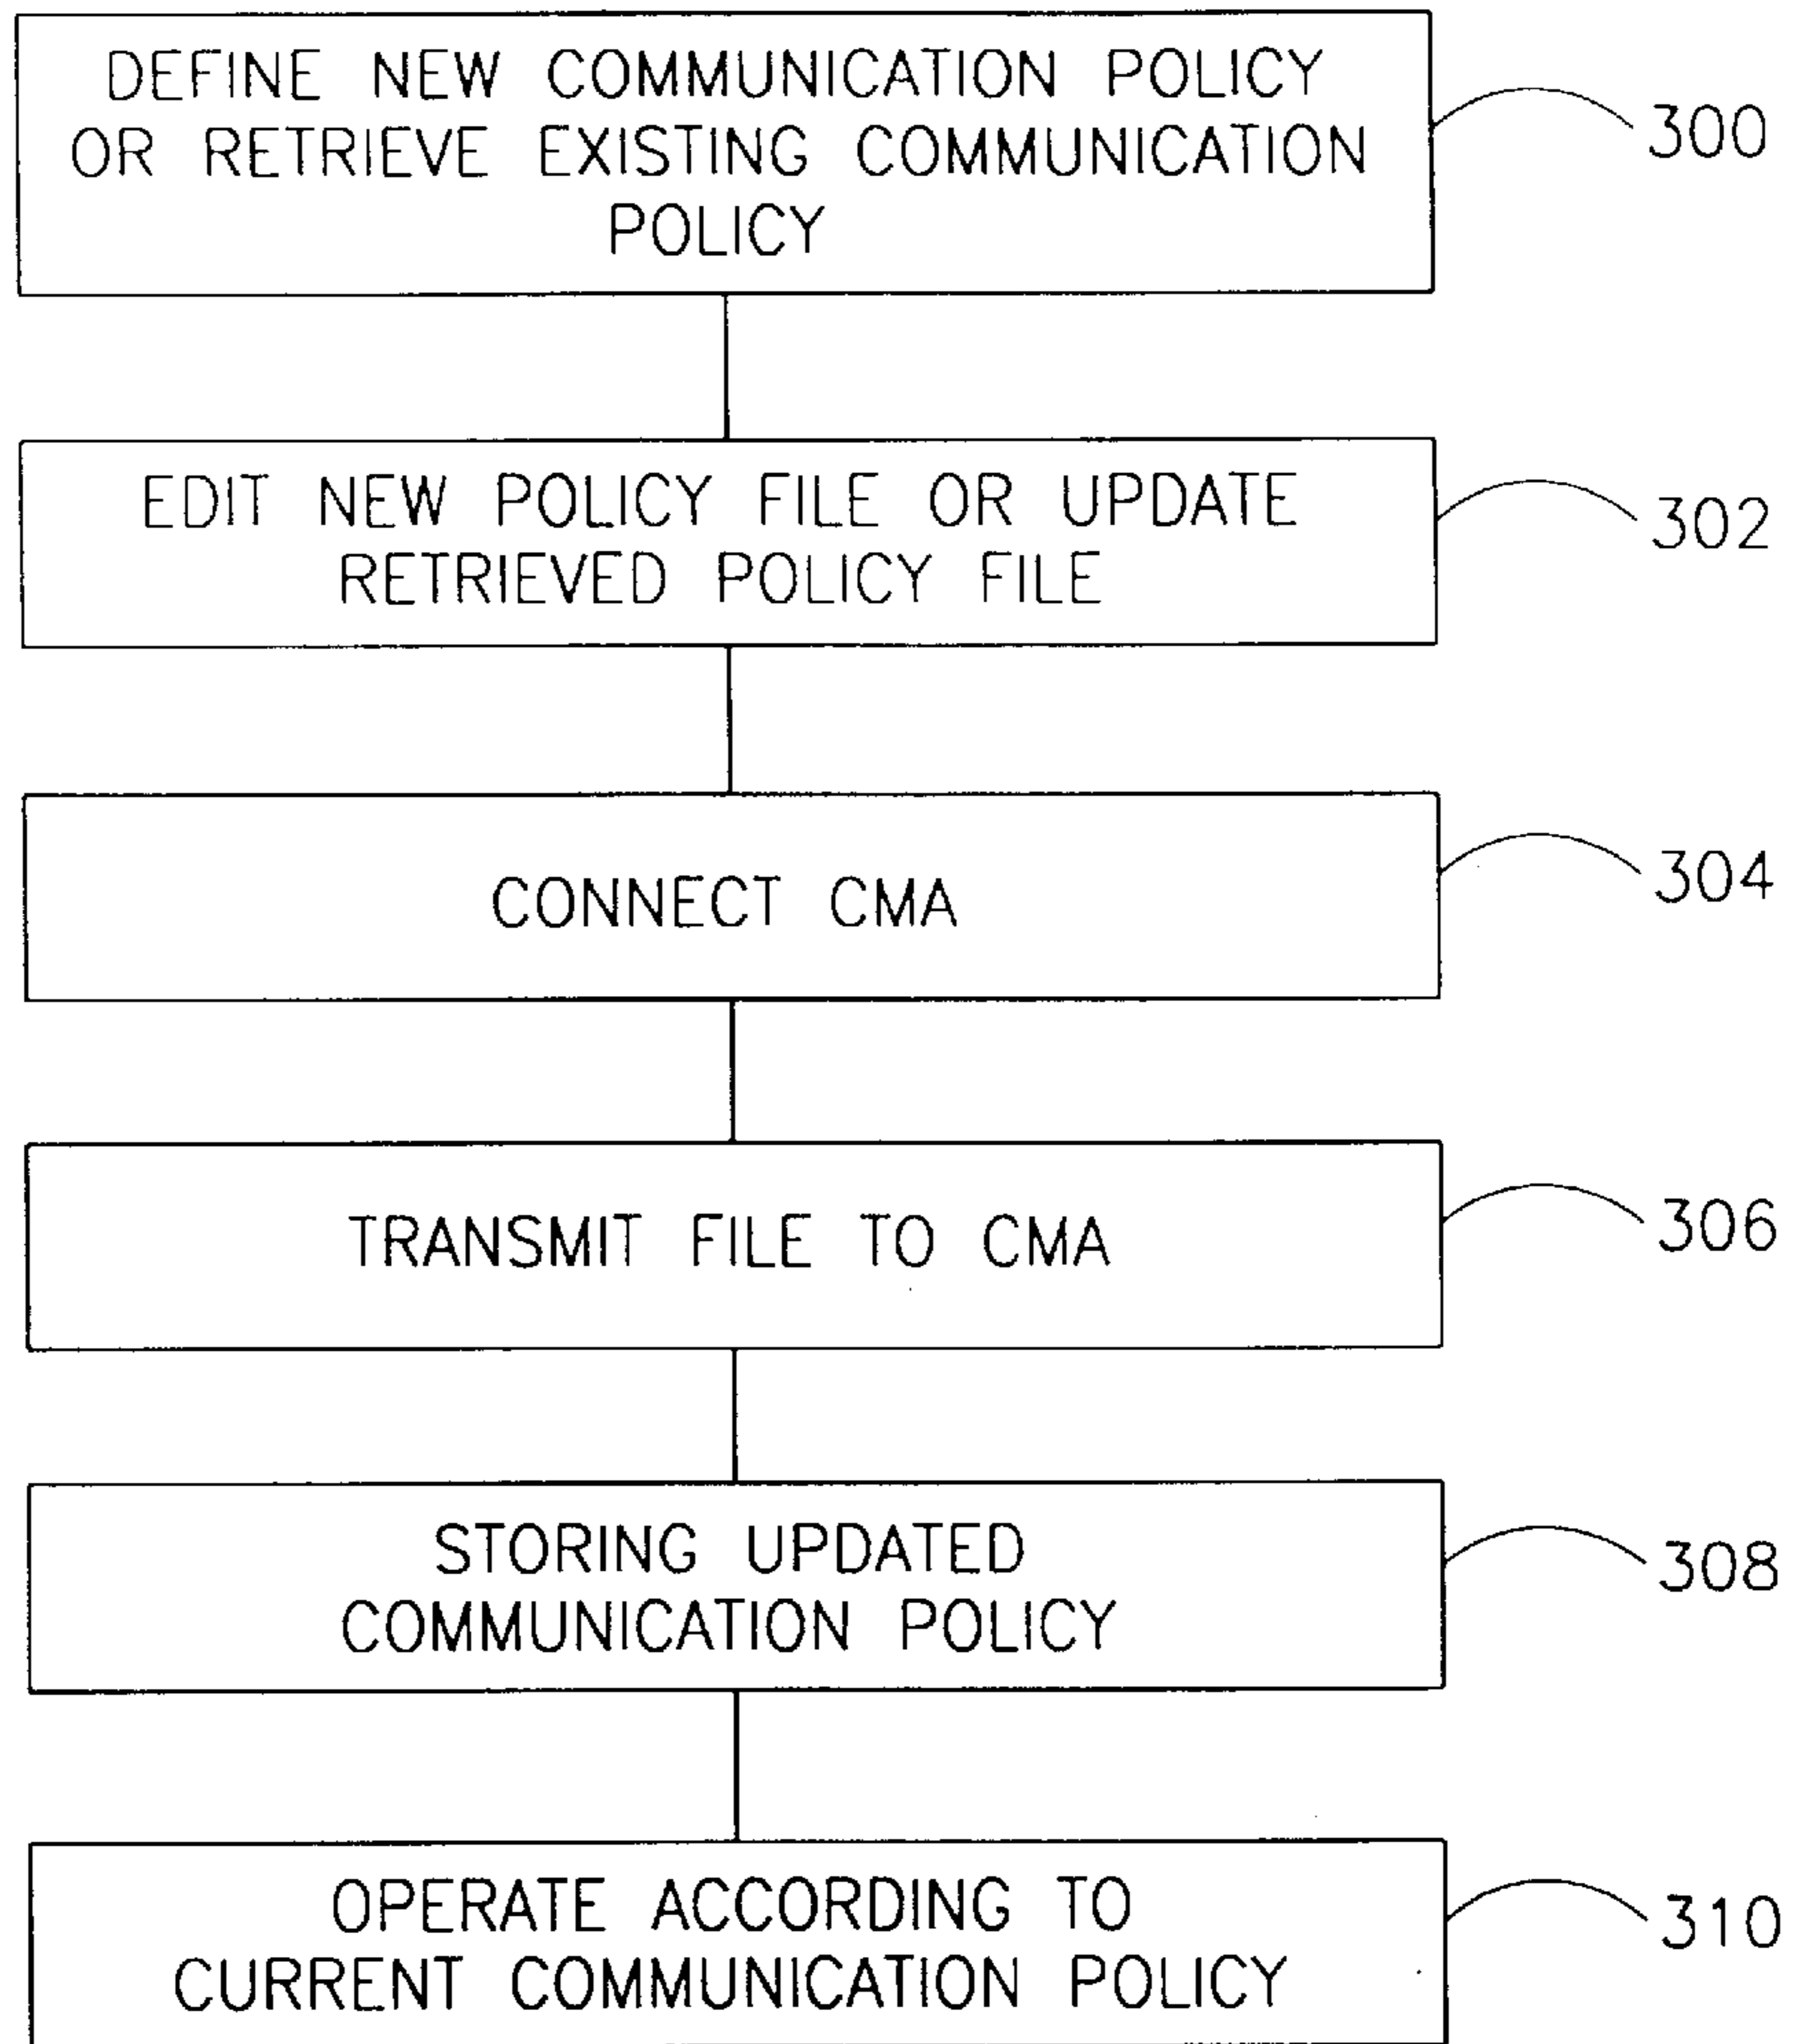 DEFINE NEW COMMUNICATION POLICY
OR RETRIEVE EXISTING COMMUNICATION
POLICY
300
EDIT NEW POLICY FILE OR UPDATE
RETRIEVED POLICY FILE
302
CONNECT CMA
304
TRANSMIT FILE TO CMA
306
STORING UPDATED
COMMUNICATION POLICY
308
OPERATE ACCORDING TO
CURRENT COMMUNICATION POLICY
310